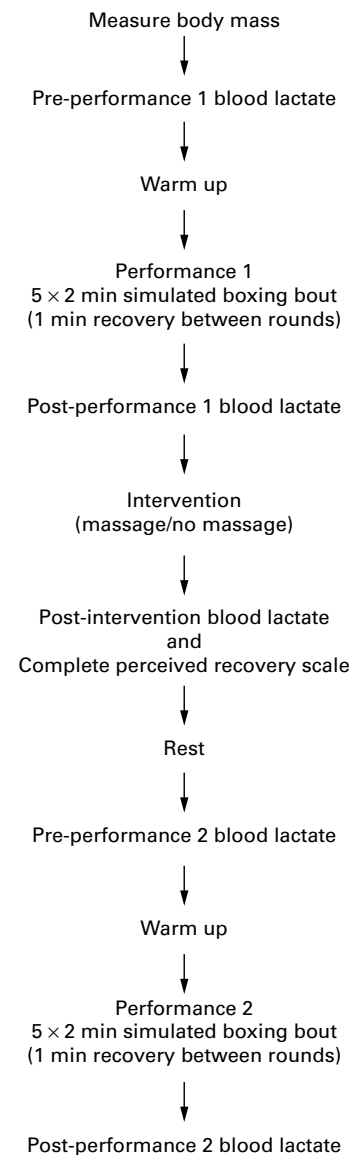 Measure body mass
Pre-performance 1 blood lactate
Warm up
Performance 1
5 × 2 min simulated boxing bout
(1 min recovery between rounds)
Post-performance 1 blood lactate
Intervention
(massage/no massage)
Post-intervention blood lactate
and
Complete perceived recovery scale
Rest
Pre-performance 2 blood lactate
Warm up
Performance 2
5 × 2 min simulated boxing bout
(1 min recovery between rounds)
Post-performance 2 blood lactate